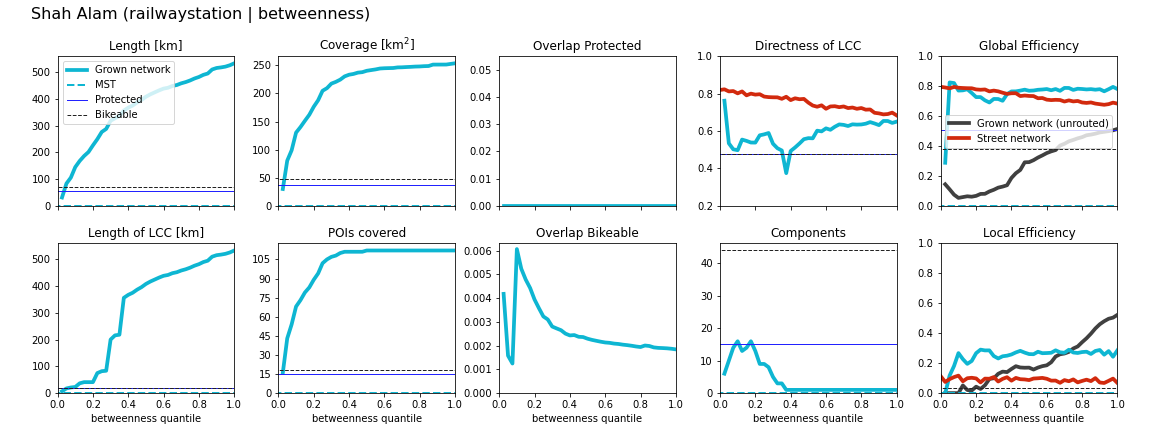 Shah Alam (railwaystation | betweenness)
Length [km]
Coverage [km²]
Overlap Protected
Directness of LCC
Global Efficiency
500
400
300
200
100
0
Grown network
MST
Protected
Bikeable
250
200
150
100
50
0
0.05
0.04
0.03
0.02
0.01
0.00
1.0
0.8
0.6
0.4
0.2
1.0
0.8
0.6
0.4
0.2
0.0
Grown network (unrouted)
Street network
Length of LCC [km]
POIs covered
Overlap Bikeable
Components
Local Efficiency
500
400
300
200
100
0
0.0 0.2 0.4 0.6 0.8 1.0
betweenness quantile
105
90
75
60
45
30
15
0
0.0 0.2 0.4 0.6 0.8 1.0
betweenness quantile
0.006
0.005
0.004
0.003
0.002
0.001
0.000
0.0 0.2 0.4 0.6 0.8 1.0
betweenness quantile
40
30
20
10
0
0.0 0.2 0.4 0.6 0.8 1.0
betweenness quantile
1.0
0.8
0.6
0.4
0.2
0.0
0.0 0.2 0.4 0.6 0.8 1.0
betweenness quantile